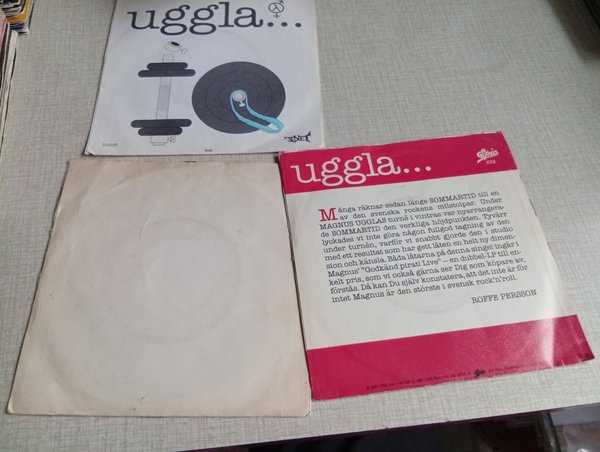 uggla...
uggla...
Epic
Många räknar sedan länge SOMMARTID till en
av den svenska rockens milstolpar. Under
MAGNUS UGGLAS turné i vintras var nyarrangera-
de SOMMARTID den verkliga höjdpunkten. Tyvärr
lyckades vi inte göra någon fullgod tagning av den
under turnén, varför vi snabbt gjorde den i studio
med ett resultat som har gett låten en helt ny dimen-
sion och känsla. Båda låtarna på denna singel ingår i
Magnus' "Godkänd pirat! Live" – en dubbel-LP till en-
kelt pris, som vi också gärna ser Dig som köpare av,
förstås. Då kan Du själv konstatera, att det inte är för
intet Magnus är den störste i svensk rock'n'roll.
ROFFE PERSSON
Epic